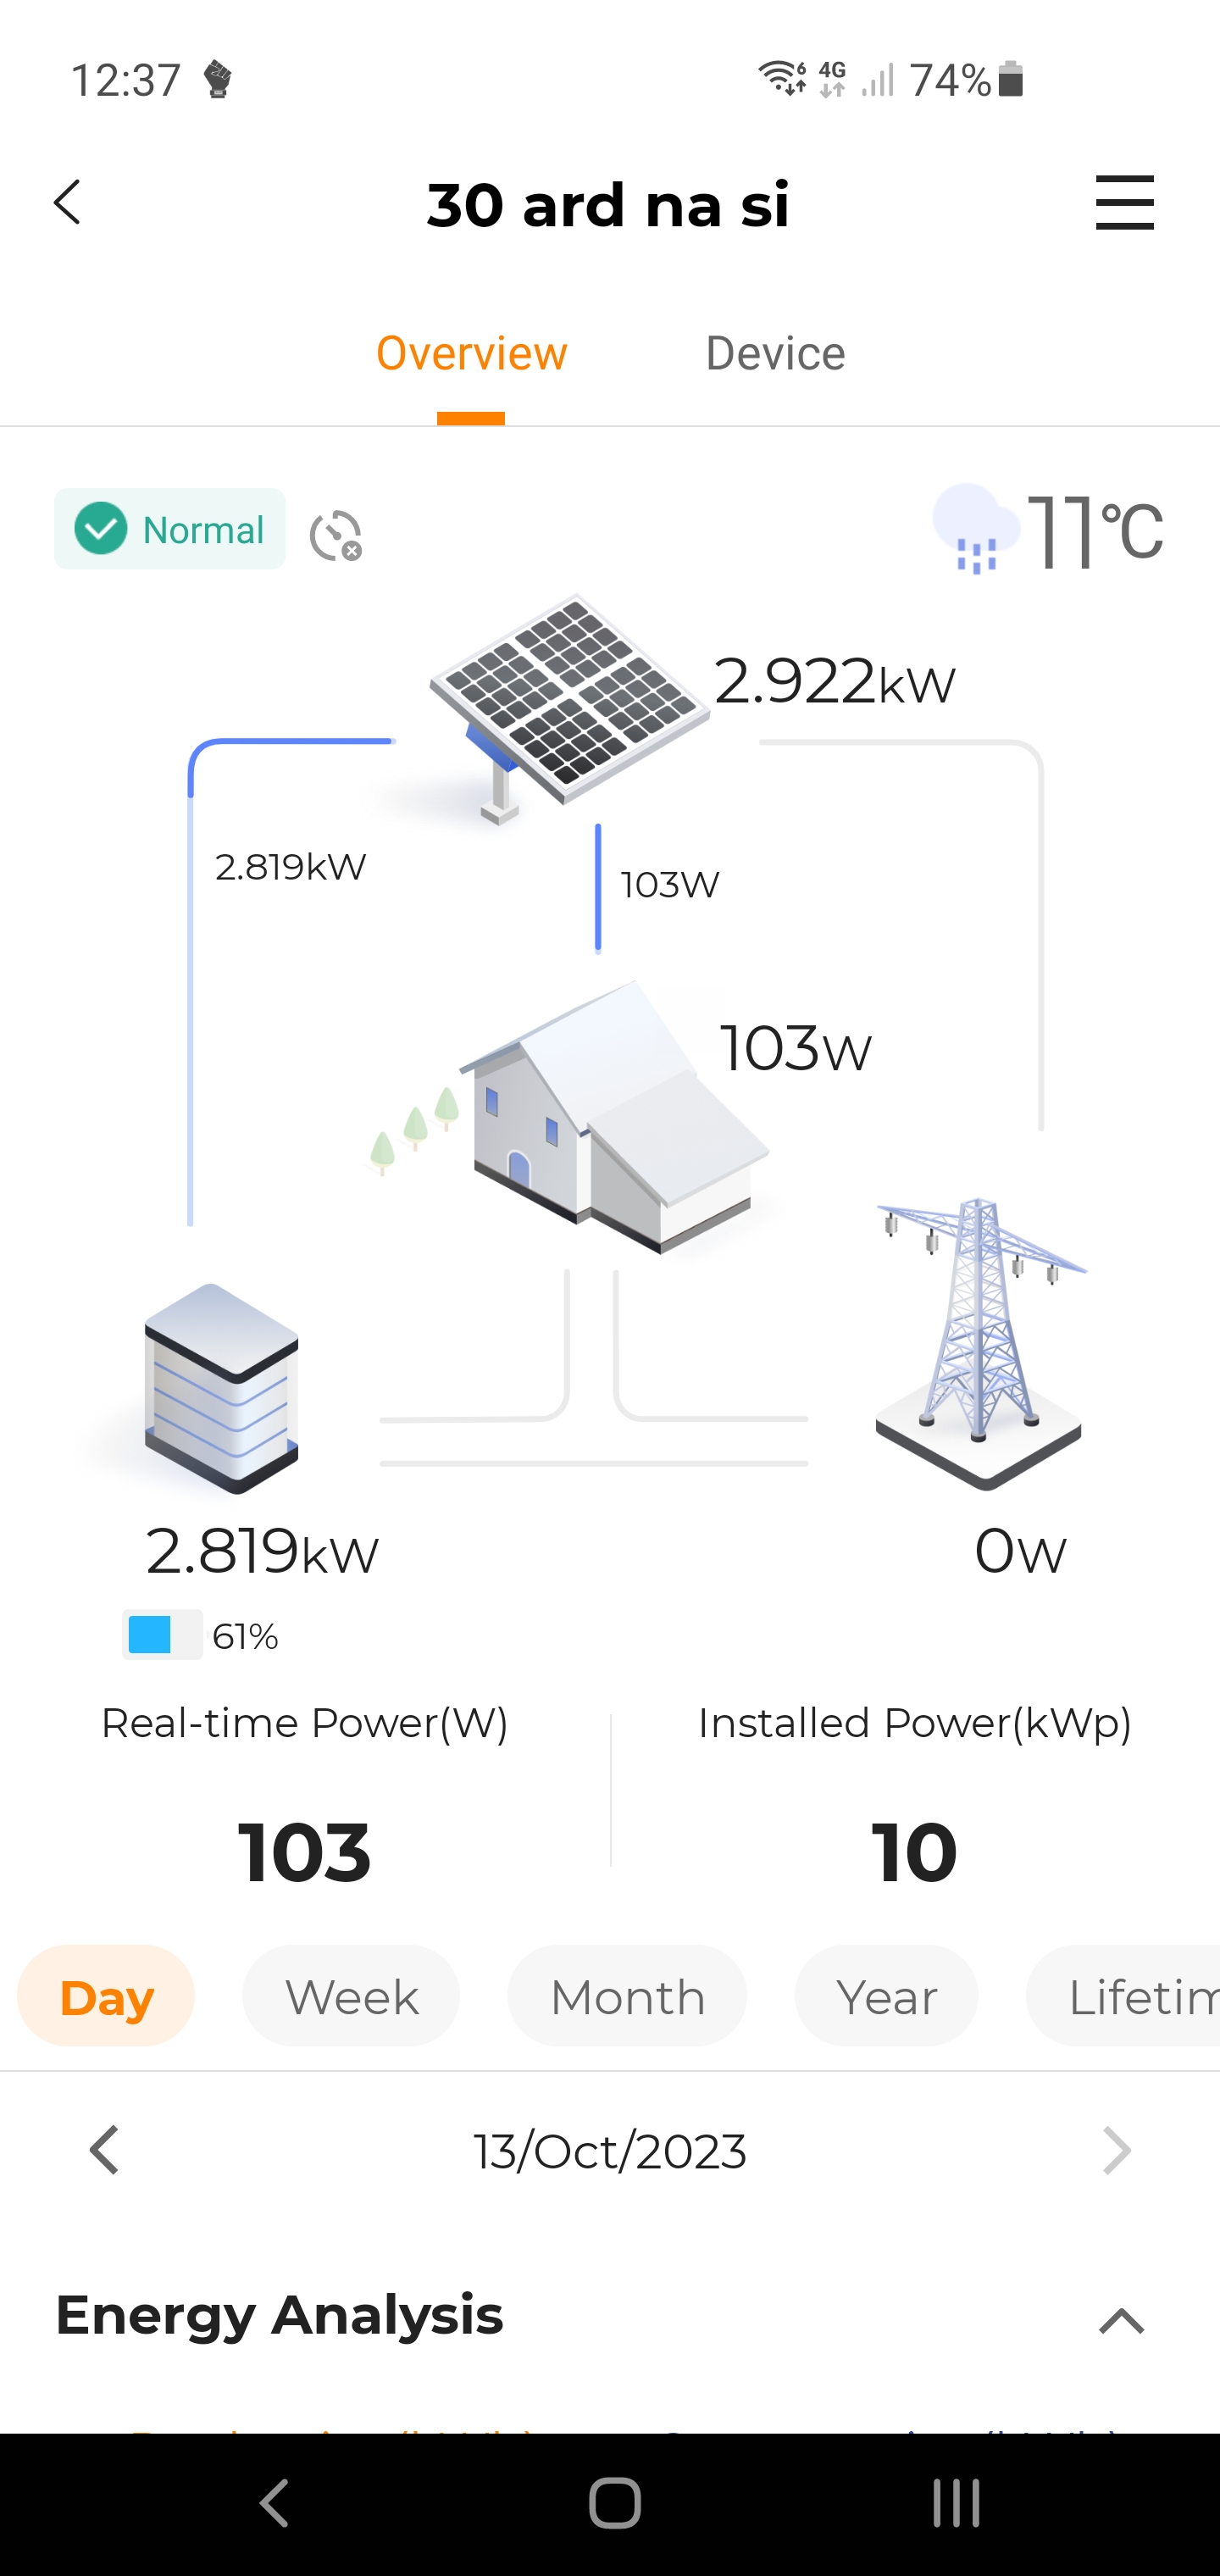 12:37
6 4G 74%
30 ard na si
Overview Device
Normal
11°C
2.922kW
2.819kW
103W
103W
2.819kW
0W
61%
Real-time Power(W) Installed Power(kWp)
103 10
Day Week Month Year Lifetim
13/Oct/2023
Energy Analysis